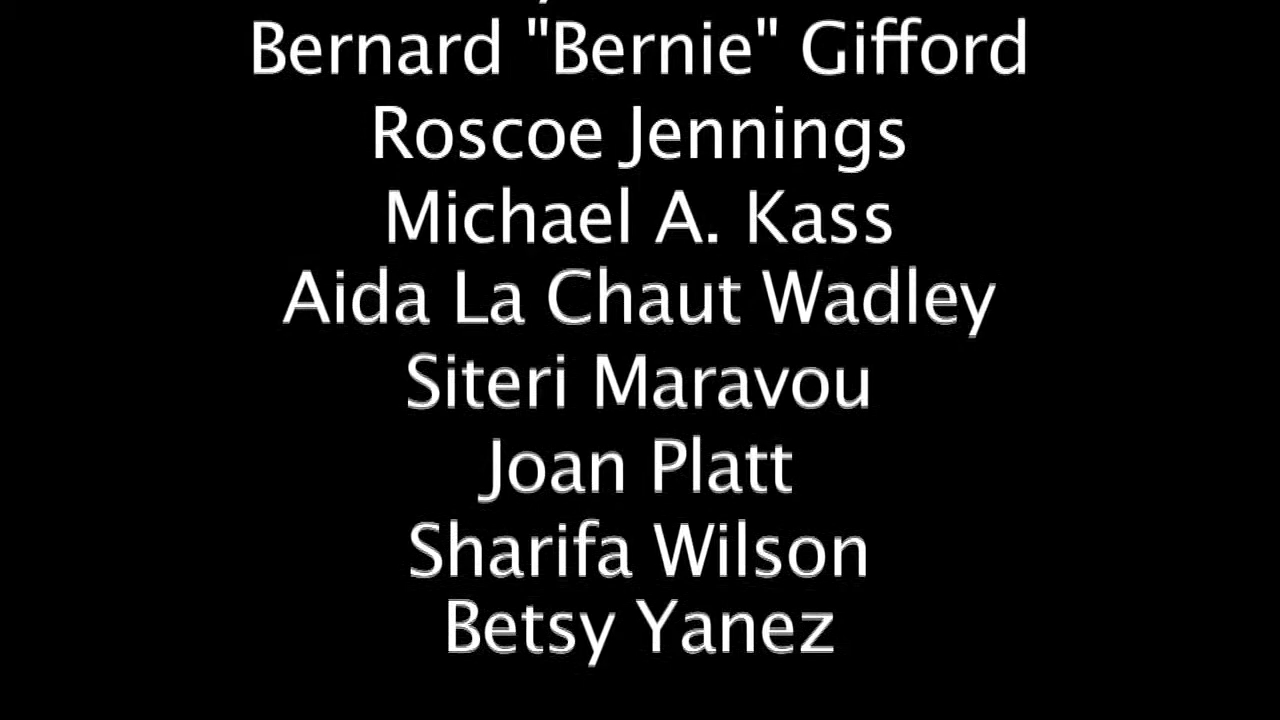 Bernard "Bernie" Gifford
Roscoe Jennings
Michael A. Kass
Aida La Chaut Wadley
Siteri Maravou
Joan Platt
Sharifa Wilson
Betsy Yanez